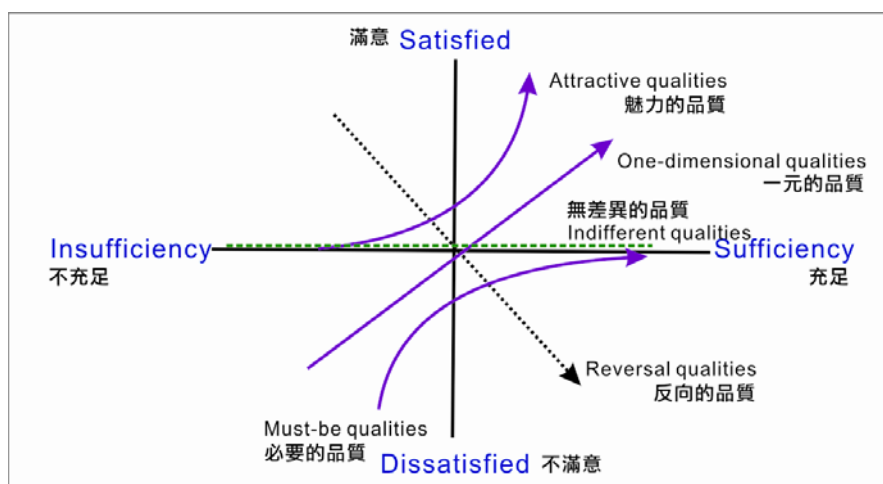 滿意 Satisfied
Attractive qualities
魅力的品質
One-dimensional qualities
一元的品質
無差異的品質
Indifferent qualities
Insufficiency
不充足
Sufficiency
充足
Reversal qualities
反向的品質
Must-be qualities
必要的品質
Dissatisfied 不滿意